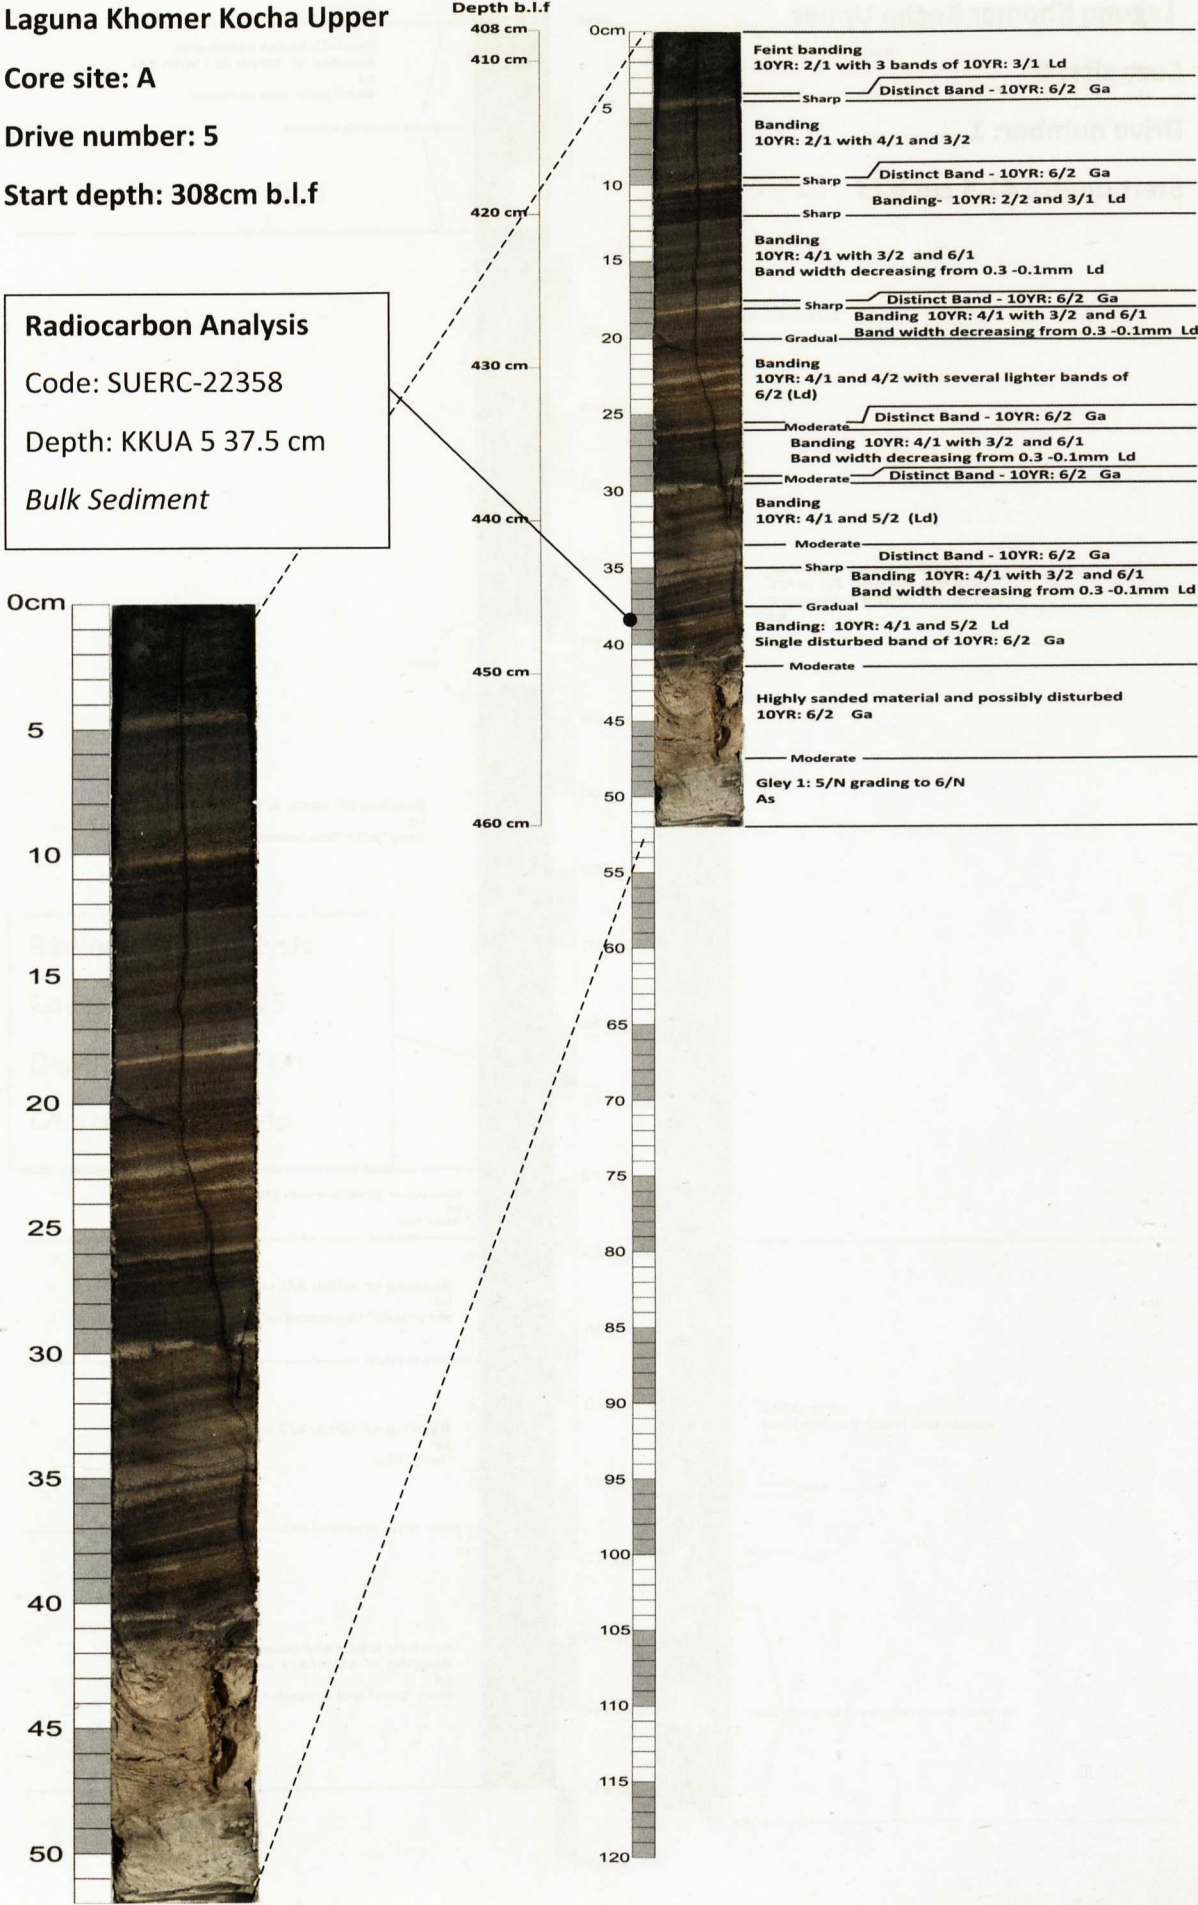 Laguna Khomer Kocha Upper
Core site: A
Drive number: 5
Start depth: 308cm b.l.f
Radiocarbon Analysis
Code: SUERC-22358
Depth: KKUA 5 37.5 cm
Bulk Sediment
0cm
5
10
15
20
25
30
35
40
45
50
Depth b.l.f
408 cm
410 cm
420 cm
430 cm
440 cm
450 cm
460 cm
0cm
5
10
15
20
25
30
35
40
45
50
55
60
65
70
75
80
85
90
95
100
105
110
115
120
Feint banding
10YR: 2/1 with 3 bands of 10YR: 3/1 Ld
Distinct Band - 10YR: 6/2 Ga
Sharp
Banding
10YR: 2/1 with 4/1 and 3/2
Distinct Band - 10YR: 6/2 Ga
Sharp
Banding- 10YR: 2/2 and 3/1 Ld
Sharp
Banding
10YR: 4/1 with 3/2 and 6/1
Band width decreasing from 0.3 -0.1mm Ld
Distinct Band - 10YR: 6/2 Ga
Sharp
Banding 10YR: 4/1 with 3/2 and 6/1
Band width decreasing from 0.3 -0.1mm Ld
Gradual
Banding
10YR: 4/1 and 4/2 with several lighter bands of
6/2 (Ld)
Distinct Band - 10YR: 6/2 Ga
Moderate
Banding 10YR: 4/1 with 3/2 and 6/1
Band width decreasing from 0.3 -0.1mm Ld
Distinct Band - 10YR: 6/2 Ga
Moderate
Banding
10YR: 4/1 and 5/2 (Ld)
Moderate
Distinct Band - 10YR: 6/2 Ga
Sharp
Banding 10YR: 4/1 with 3/2 and 6/1
Band width decreasing from 0.3 -0.1mm Ld
Gradual
Banding: 10YR: 4/1 and 5/2 Ld
Single disturbed band of 10YR: 6/2 Ga
Moderate
Highly sanded material and possibly disturbed
10YR: 6/2 Ga
Moderate
Gley 1: 5/N grading to 6/N
As